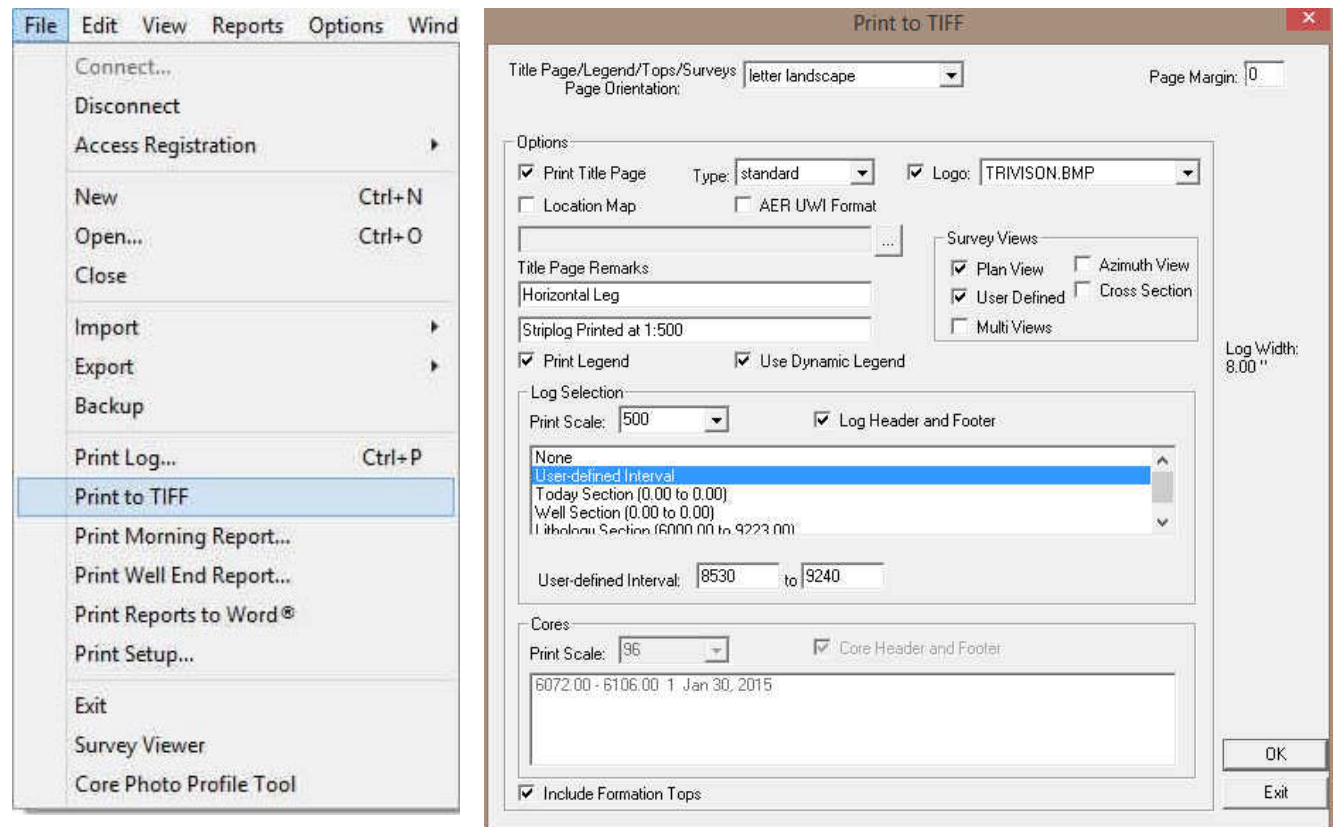 File Edit View Reports Options Wind
Connect...
Disconnect
Access Registration
New Ctrl+N
Open... Ctrl+O
Close
Import
Export
Backup
Print Log... Ctrl+P
Print to TIFF
Print Morning Report...
Print Well End Report...
Print Reports to Word®
Print Setup...
Exit
Survey Viewer
Core Photo Profile Tool
Print to TIFF
Title Page/Legend/Tops/Surveys
Page Orientation:
letter landscape
Page Margin: 0
Options
Print Title Page Type: standard Logo: TRIVISON.BMP
Location Map AER UWI Format
...
Survey Views
Plan View Azimuth View
User Defined Cross Section
Multi Views
Title Page Remarks
Horizontal Leg
Striplog Printed at 1:500
Print Legend Use Dynamic Legend
Log Width:
8.00 "
Log Selection
Print Scale: 500 Log Header and Footer
None
User-defined Interval
Today Section (0.00 to 0.00)
Well Section (0.00 to 0.00)
Lithology Section (6000.00 to 9223.00)
User-defined Interval: 8530 to 9240
Cores
Print Scale: 96 Core Header and Footer
6072.00 - 6106.00 1 Jan 30, 2015
Include Formation Tops
OK
Exit